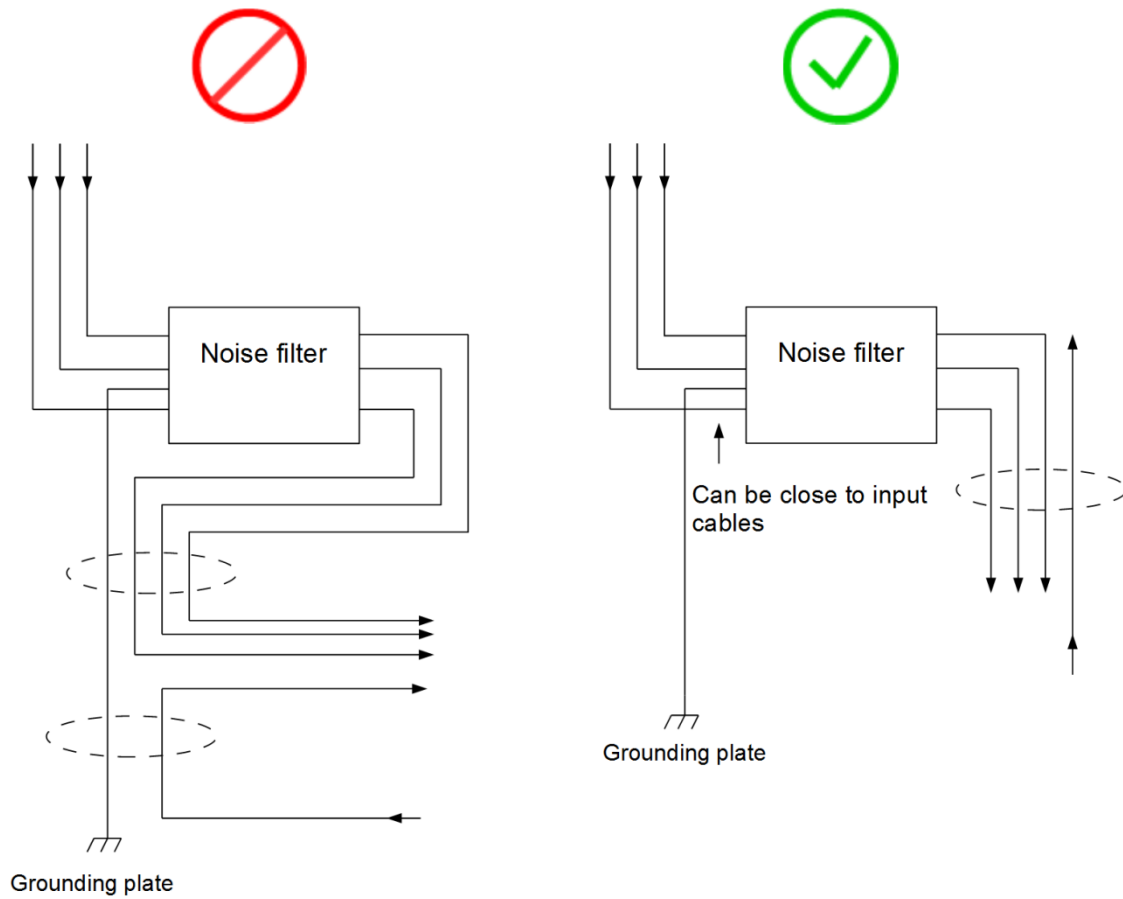 Noise filter
Grounding plate
Noise filter
Can be close to input
cables
Grounding plate